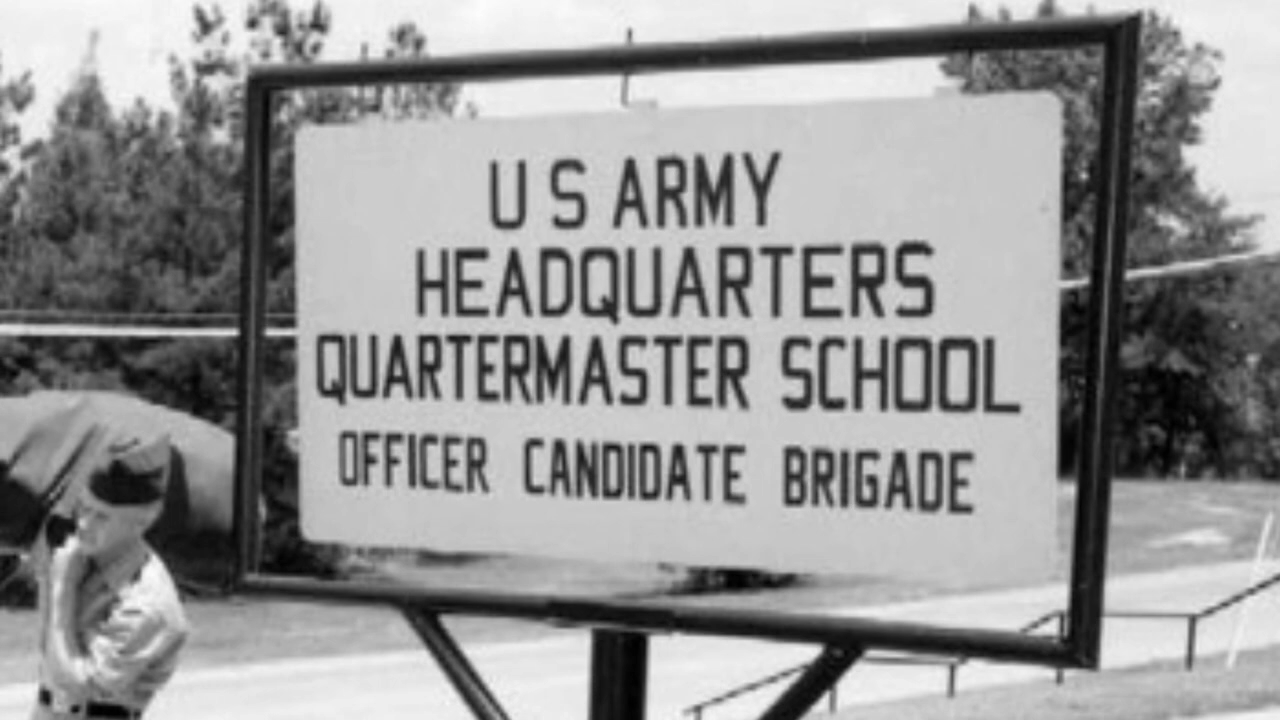 U S ARMY
HEADQUARTERS
QUARTERMASTER SCHOOL
OFFICER CANDIDATE BRIGADE